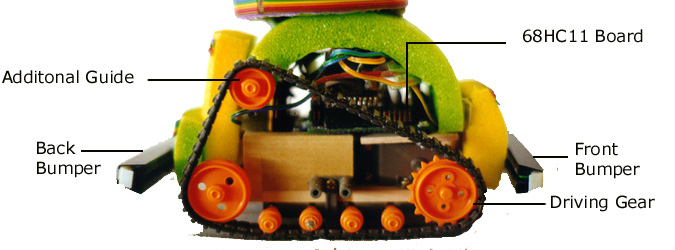 68HC11 Board
Additonal Guide
Back
Bumper
Front
Bumper
Driving Gear